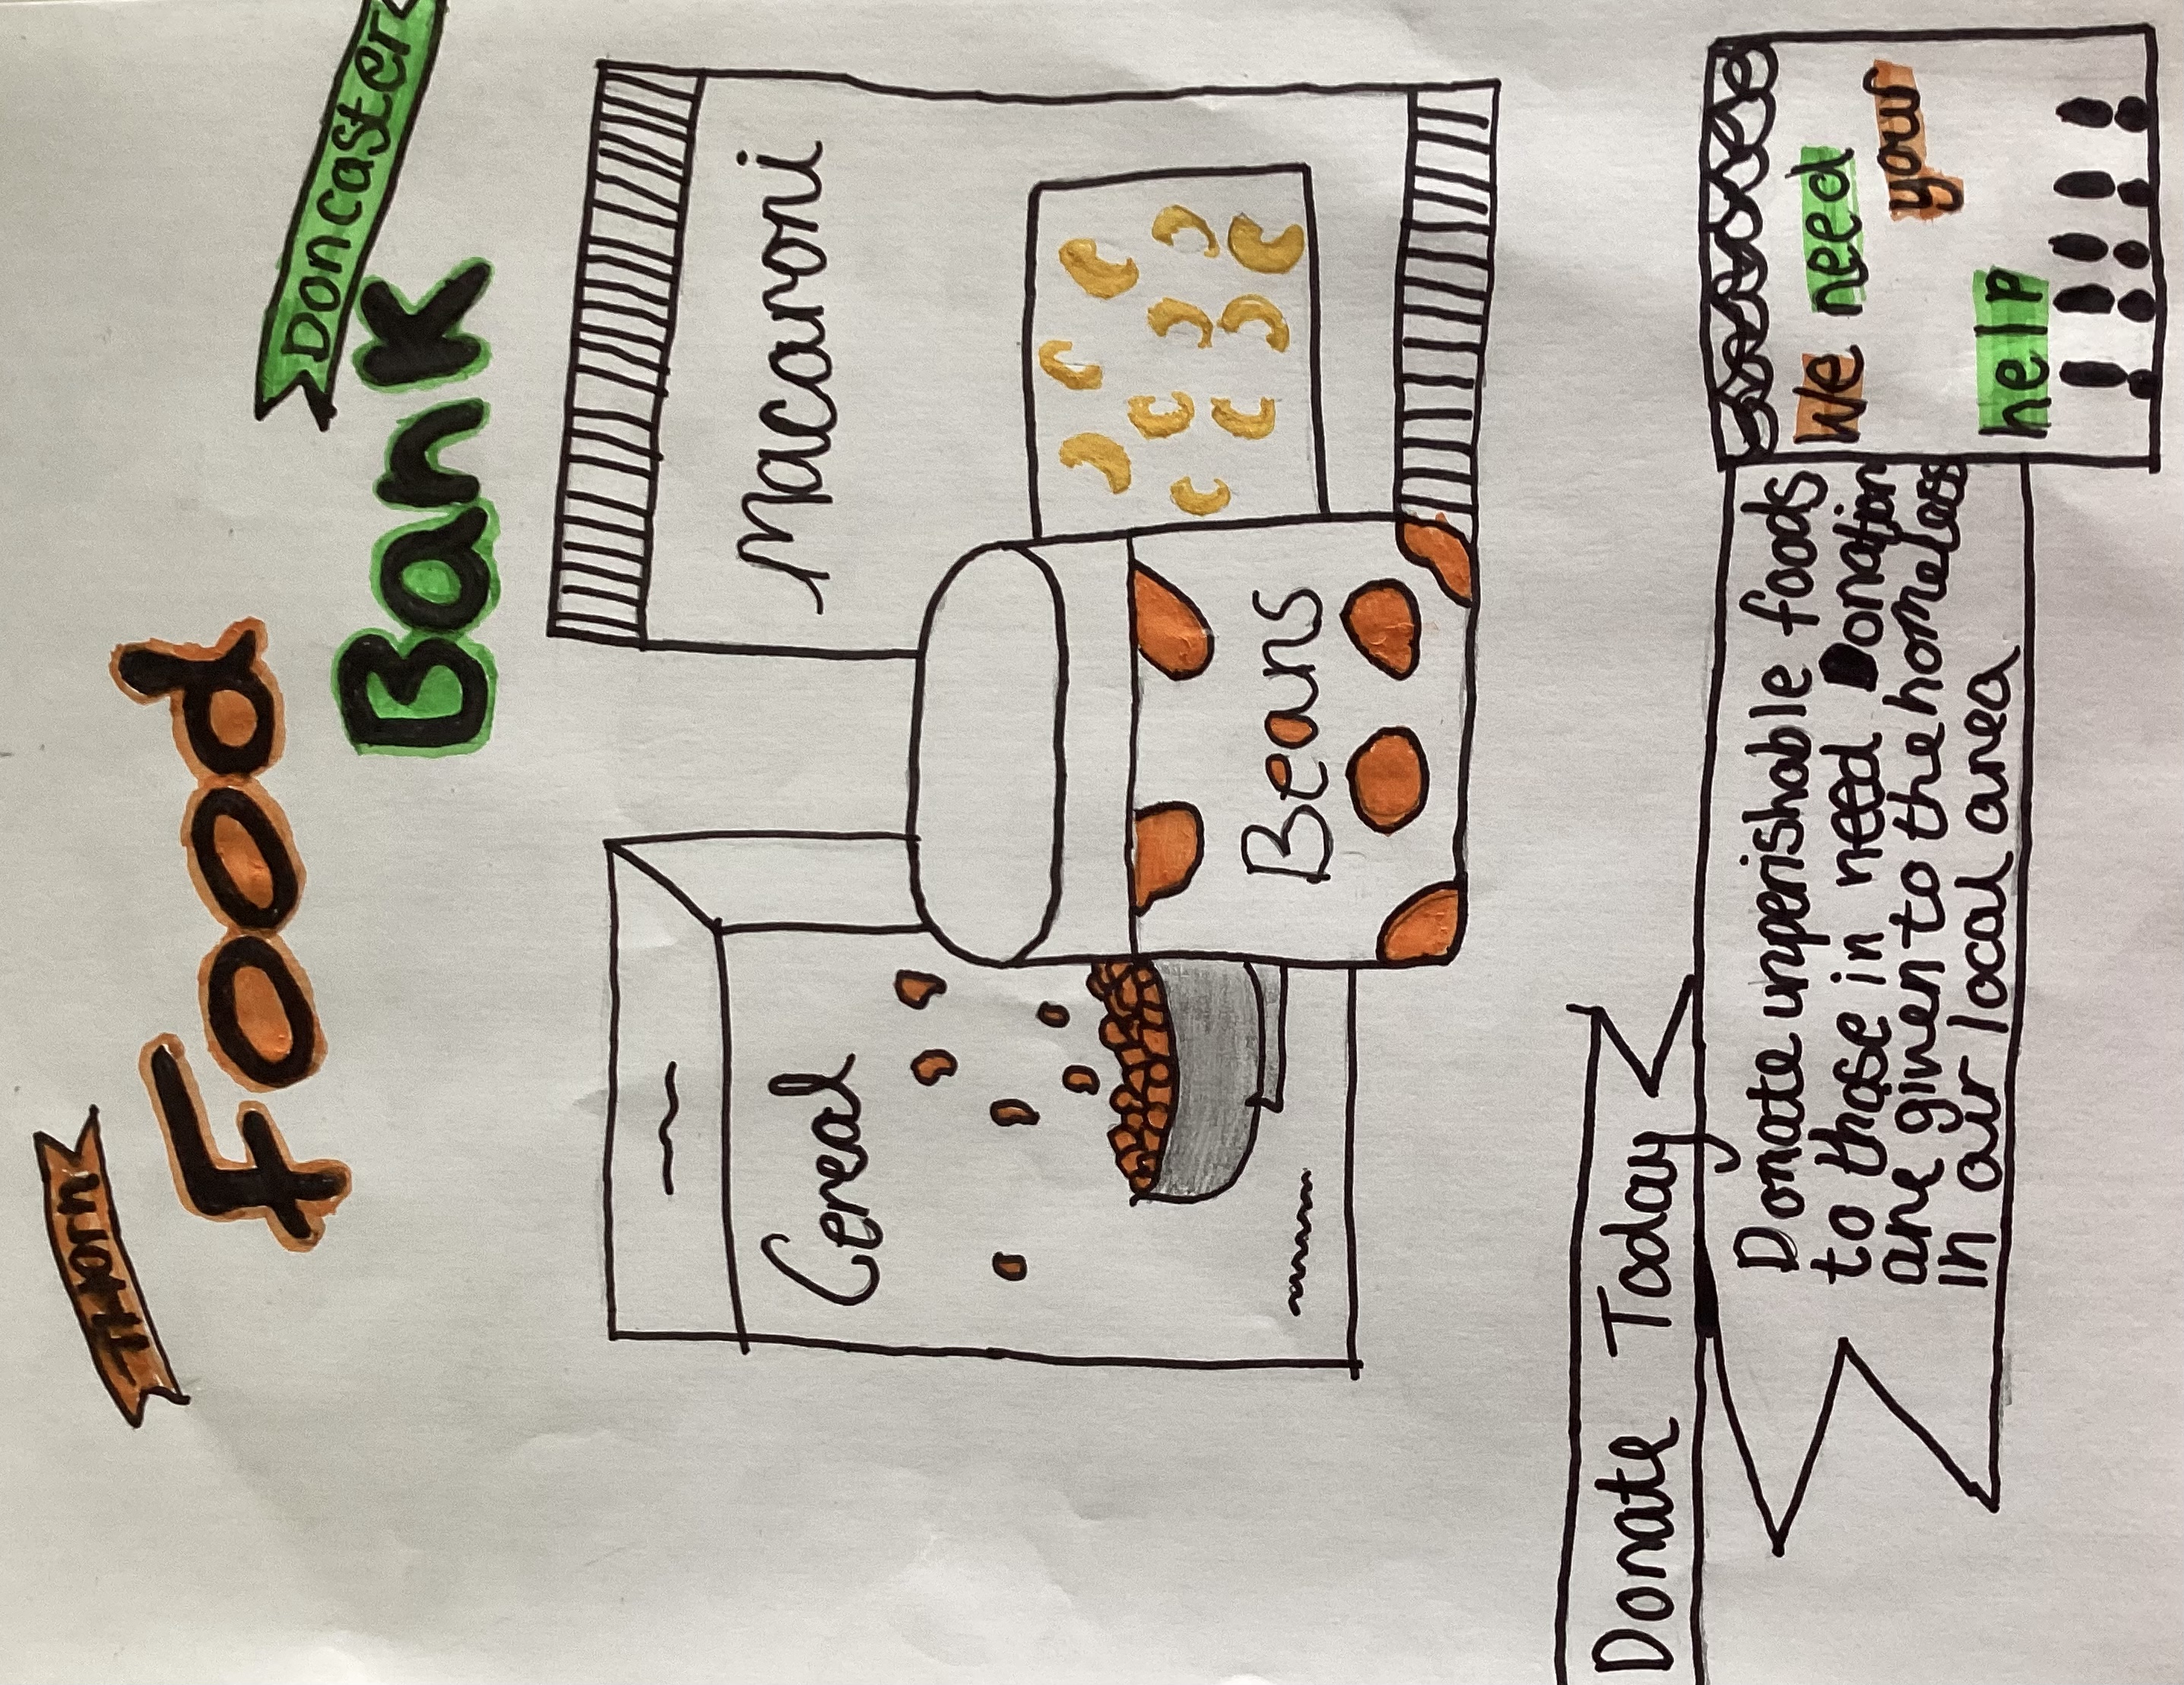 Thorn
Doncaster
Food
Bank
Macaroni
Cereal
Beans
Donate Today
Donate unperishable foods
to those in need Donation
are given to the homeless
in our local area
We need
your
help
!!!!!